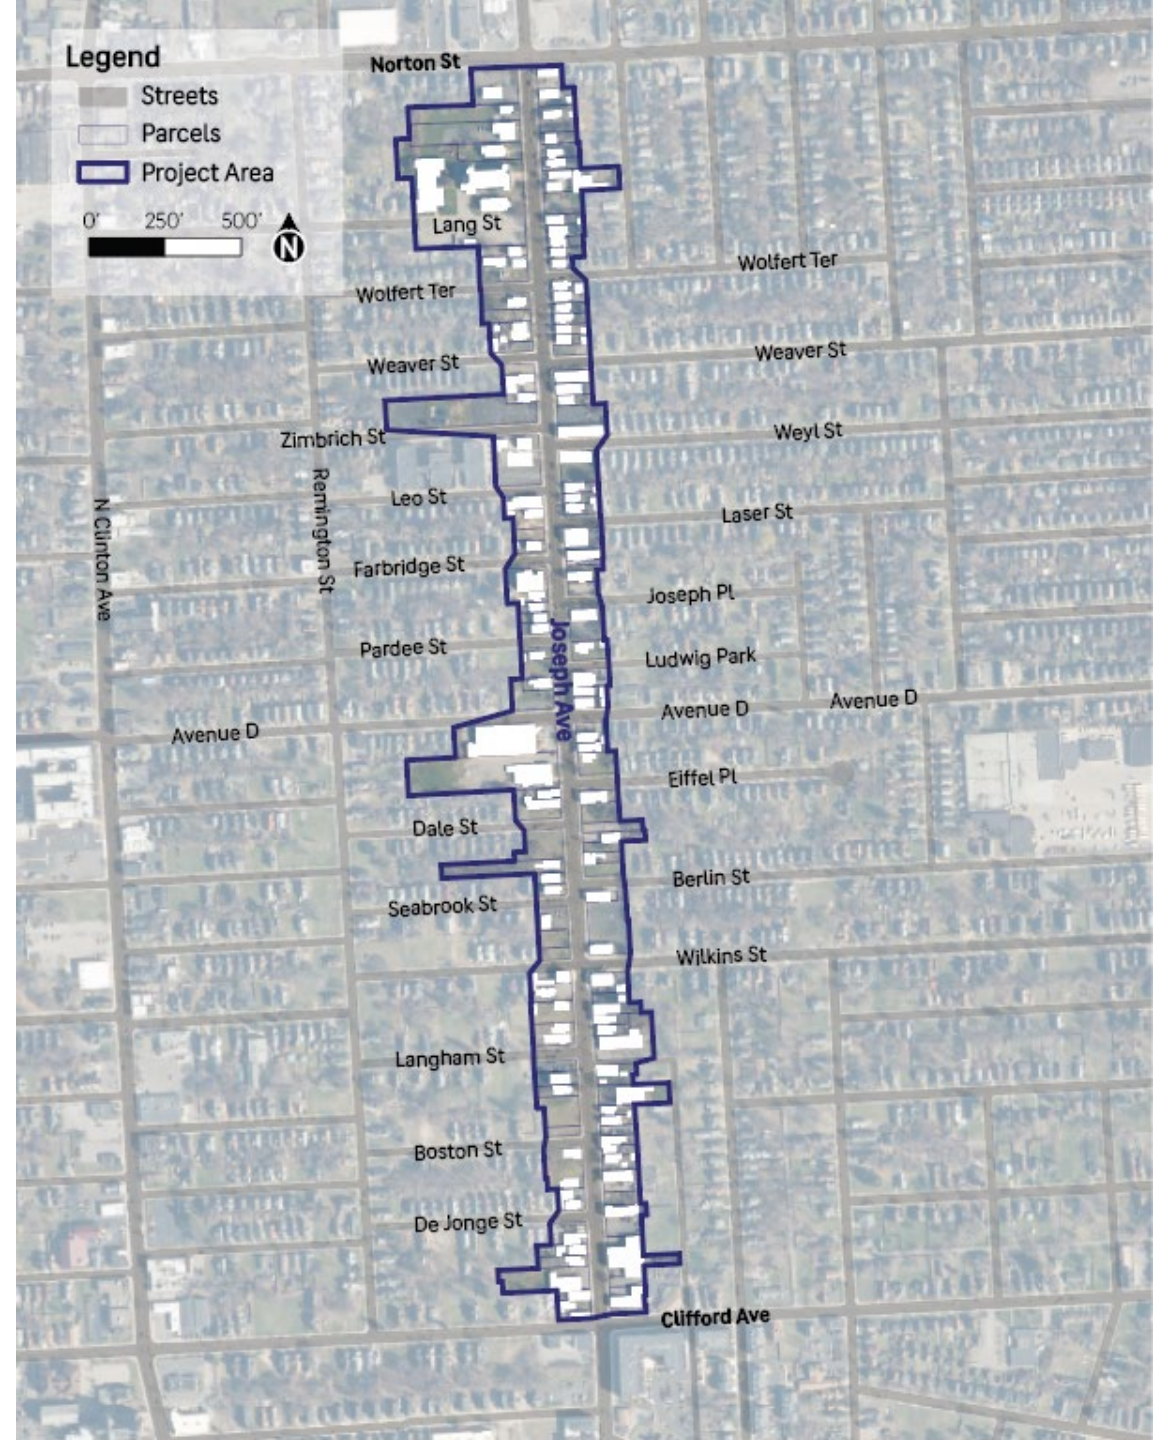 Legend
Streets
Parcels
Project Area
0' 250' 500'
N
Norton St
Lang St
Wolfert Ter
Wolfert Ter
Weaver St
Weaver St
Zimbrich St
Weyl St
Remington St
N Clinton Ave
Leo St
Laser St
Farbridge St
Joseph Pl
Joseph Ave
Pardee St
Ludwig Park
Avenue D
Avenue D
Avenue D
Eiffel Pl
Dale St
Berlin St
Seabrook St
Wilkins St
Langham St
Boston St
De Jonge St
Clifford Ave